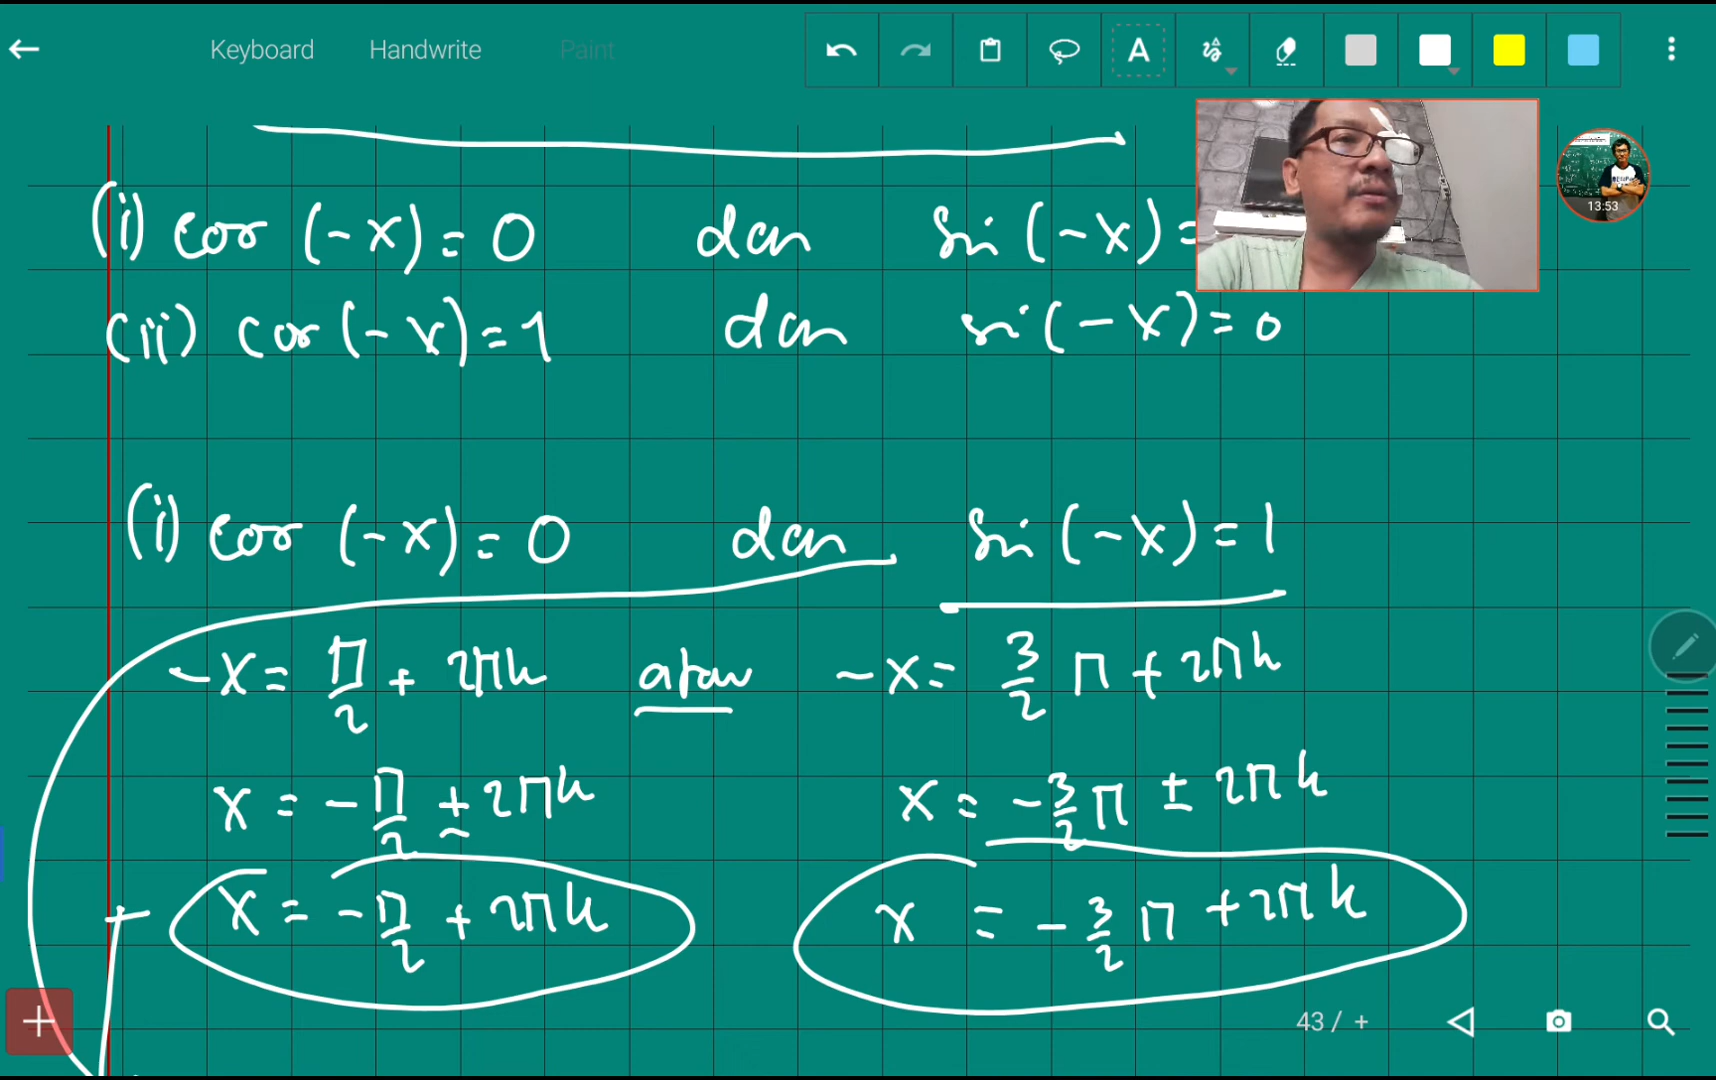 Keyboard Handwrite Paint A
13:53
(i) cos (-x) = 0 dan sin (-x) =
(ii) cos (-x) = 1 dan sin (-x) = 0
(i) cos (-x) = 0 dan sin (-x) = 1
-x = π/2 + 2πk atau -x = 3/2 π + 2πk
x = -π/2 ± 2πk x = -3/2 π ± 2πk
x = -π/2 + 2πk x = -3/2 π + 2πk
43 / +